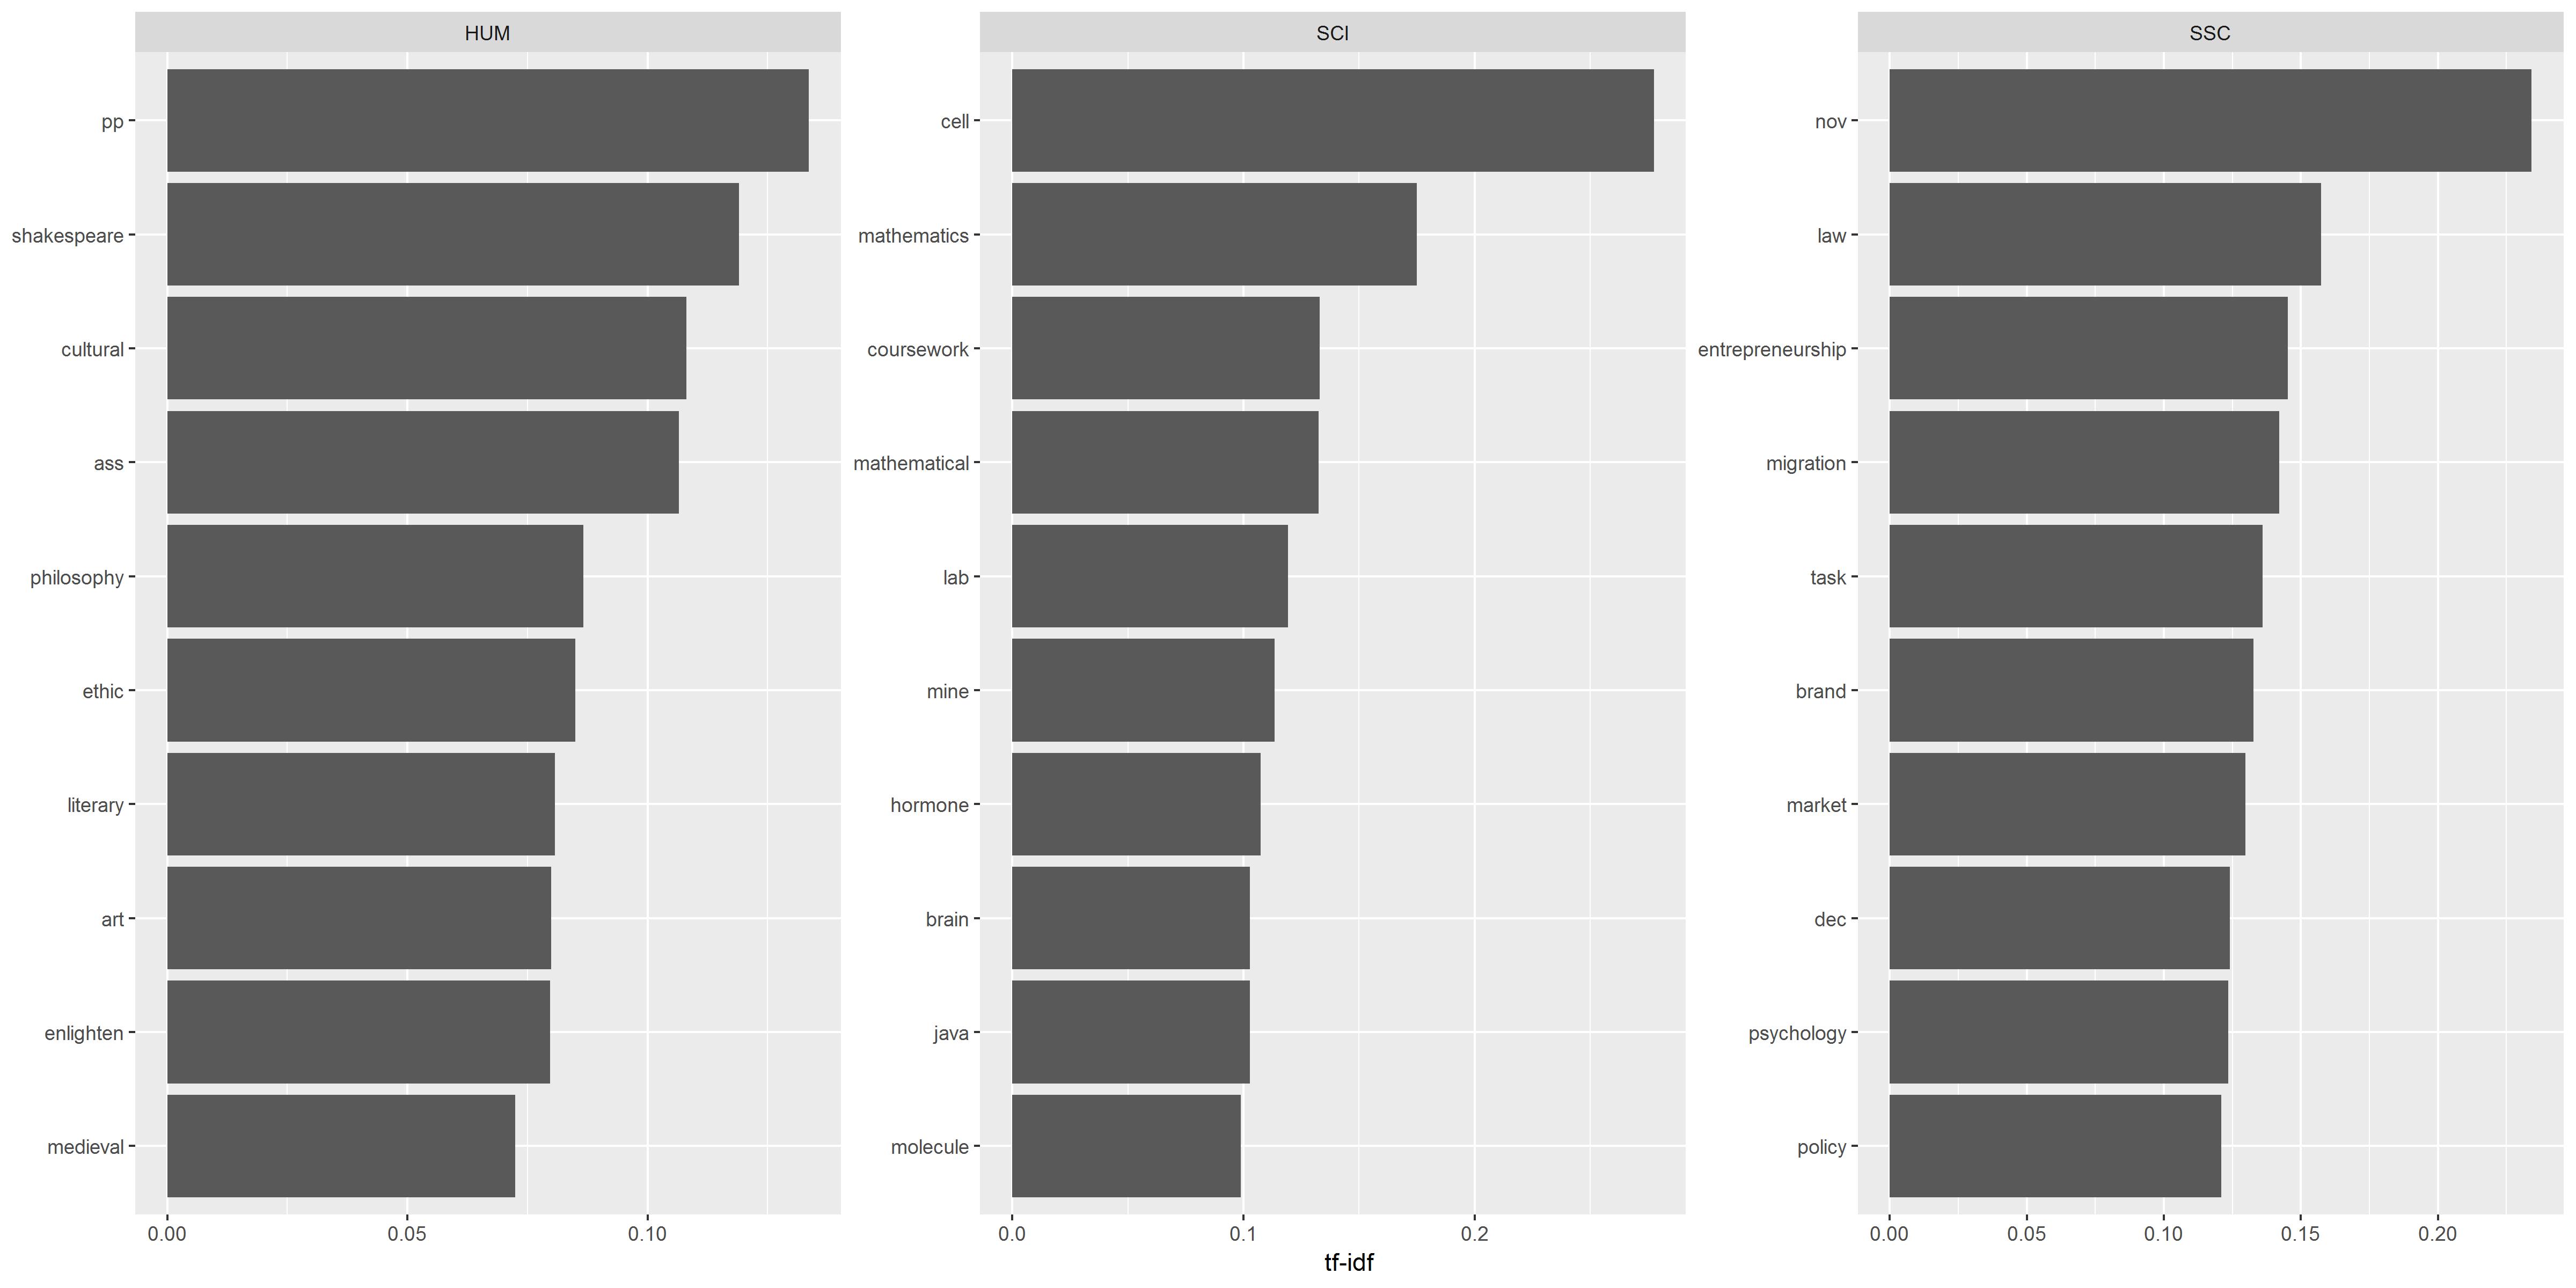 HUM
pp
shakespeare
cultural
ass
philosophy
ethic
literary
art
enlighten
medieval
0.00 0.05 0.10
SCI
cell
mathematics
coursework
mathematical
lab
mine
hormone
brain
java
molecule
0.0 0.1 0.2
SSC
nov
law
entrepreneurship
migration
task
brand
market
dec
psychology
policy
0.00 0.05 0.10 0.15 0.20
tf-idf